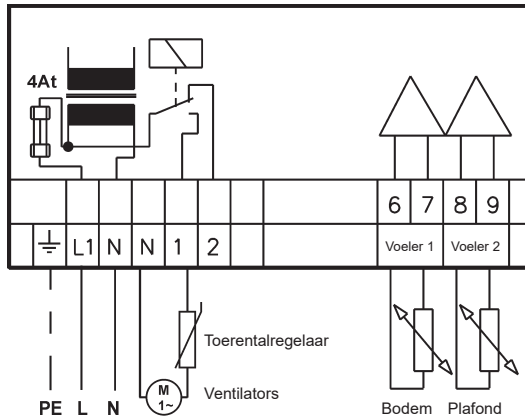 4At
6 7 8 9
L1 N N 1 2 Voeler 1 Voeler 2
Toerentalregelaar
M
1~
Ventilators
PE L N
Bodem Plafond